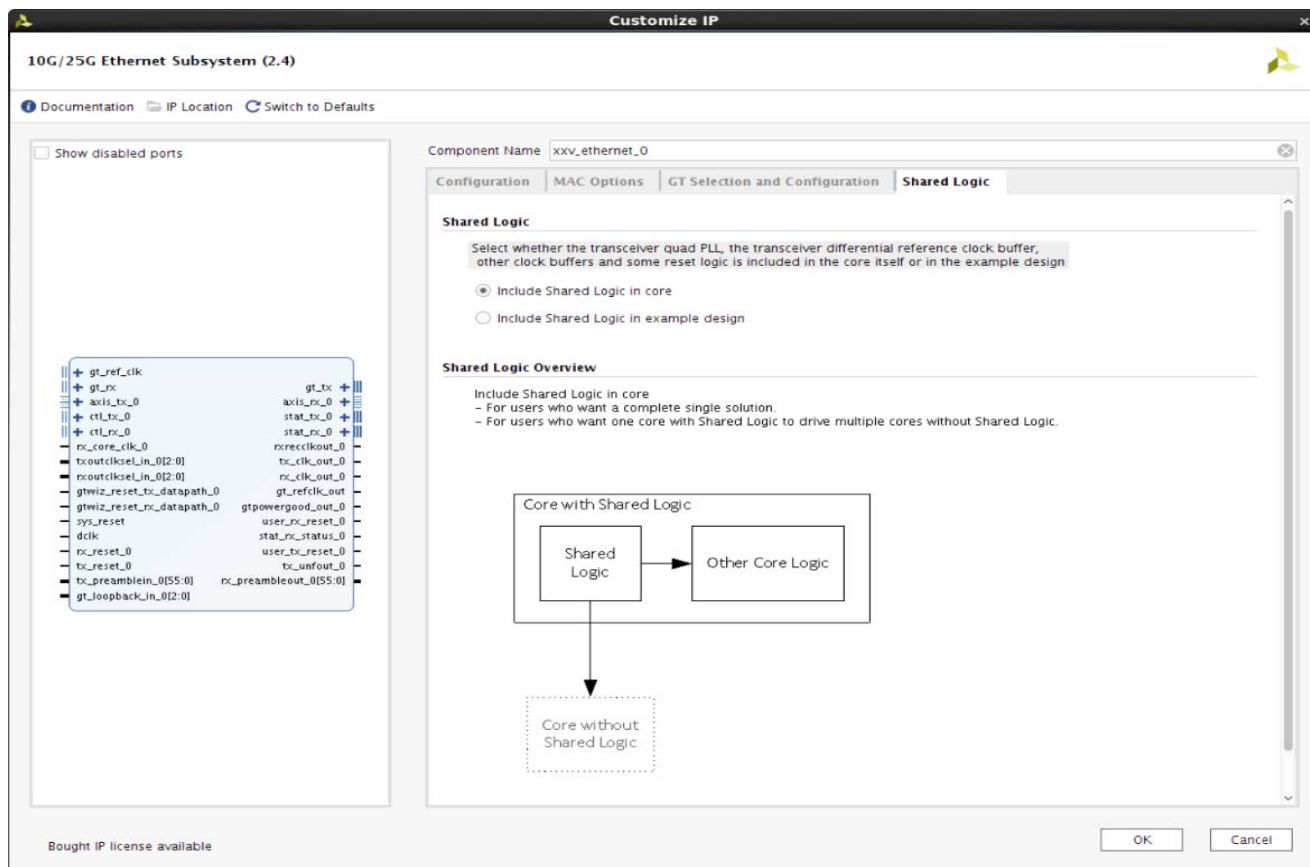 Customize IP
10G/25G Ethernet Subsystem (2.4)
Documentation IP Location Switch to Defaults
Show disabled ports
gt_ref_clk
gt_rx gt_tx
axis_tx_0 axis_rx_0
ctl_tx_0 stat_tx_0
ctl_rx_0 stat_rx_0
rx_core_clk_0 rxrecclkout_0
txoutclksel_in_0[2:0] tx_clk_out_0
rxoutclksel_in_0[2:0] rx_clk_out_0
gtwiz_reset_tx_datapath_0 gt_refclk_out
gtwiz_reset_rx_datapath_0 gtpowergood_out_0
sys_reset user_rx_reset_0
dclk stat_rx_status_0
rx_reset_0 user_tx_reset_0
tx_reset_0 tx_unfout_0
tx_preamblein_0[55:0] rx_preambleout_0[55:0]
gt_loopback_in_0[2:0]
Component Name xxv_ethernet_0
Configuration MAC Options GT Selection and Configuration Shared Logic
Shared Logic
Select whether the transceiver quad PLL, the transceiver differential reference clock buffer,
other clock buffers and some reset logic is included in the core itself or in the example design
Include Shared Logic in core
Include Shared Logic in example design
Shared Logic Overview
Include Shared Logic in core
- For users who want a complete single solution.
- For users who want one core with Shared Logic to drive multiple cores without Shared Logic.
Core with Shared Logic
Shared
Logic
Other Core Logic
Core without
Shared Logic
Bought IP license available
OK Cancel